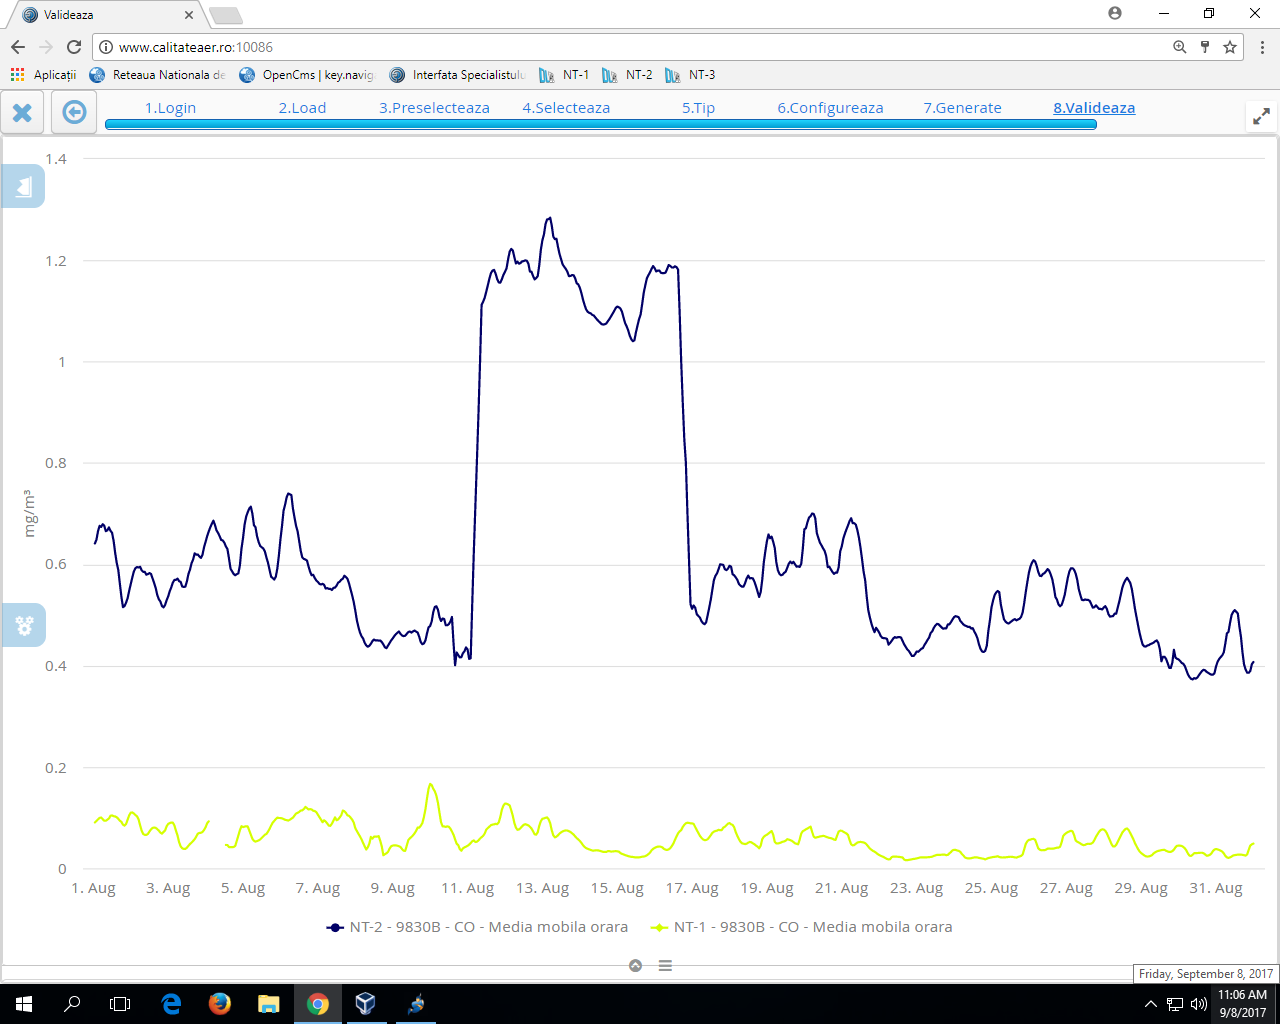 Valideaza
www.calitateaer.ro:10086
Aplicații
Reteaua Nationala de
OpenCms | key.navig
Interfata Specialistulu
NT-1
NT-2
NT-3
1.Login
2.Load
3.Preselecteaza
4.Selecteaza
5.Tip
6.Configureaza
7.Generate
8.Valideaza
1.4
1.2
1
0.8
0.6
0.4
0.2
0
mg/m³
1. Aug
3. Aug
5. Aug
7. Aug
9. Aug
11. Aug
13. Aug
15. Aug
17. Aug
19. Aug
21. Aug
23. Aug
25. Aug
27. Aug
29. Aug
31. Aug
NT-2 - 9830B - CO - Media mobila orara
NT-1 - 9830B - CO - Media mobila orara
Friday, September 8, 2017
11:06 AM
9/8/2017